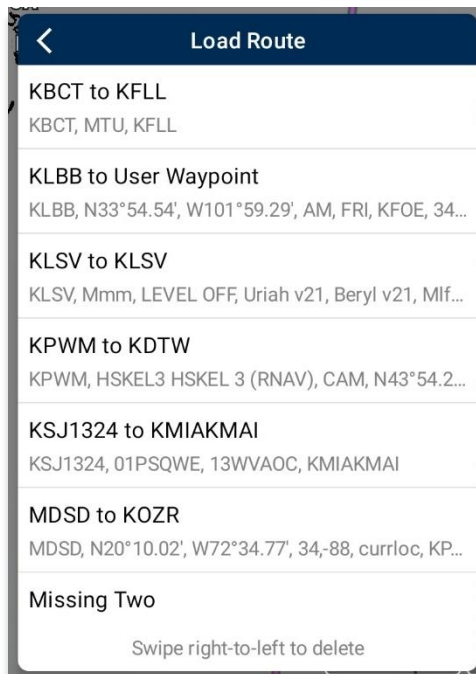 Load Route
KBCT to KFLL
KBCT, MTU, KFLL
KLBB to User Waypoint
KLBB, N33°54.54', W101°59.29', AM, FRI, KFOE, 34...
KLSV to KLSV
KLSV, Mmm, LEVEL OFF, Uriah v21, Beryl v21, Mlf...
KPWM to KDTW
KPWM, HSKEL3 HSKEL 3 (RNAV), CAM, N43°54.2...
KSJ1324 to KMIAKMAI
KSJ1324, 01PSQWE, 13WVAOC, KMIAKMAI
MDSD to KOZR
MDSD, N20°10.02', W72°34.77', 34,-88, currloc, KP...
Missing Two
Swipe right-to-left to delete